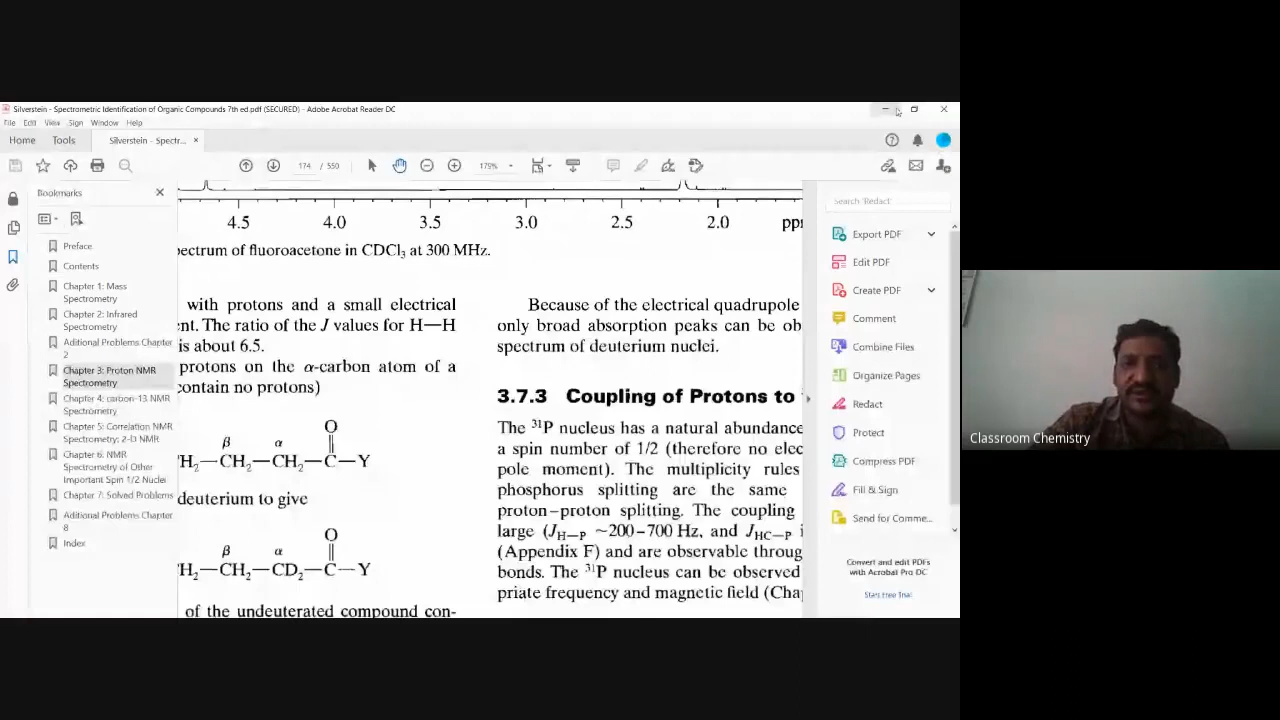 Silverstein - Spectrometric Identification of Organic Compounds 7th ed.pdf (SECURED) - Adobe Acrobat Reader DC
File Edit View Sign Window Help
Home Tools Silverstein - Spectr... ×
174 / 550 179%
Bookmarks
Preface
Contents
Chapter 1: Mass
Spectrometry
Chapter 2: Infrared
Spectrometry
Aditional Problems Chapter
2
Chapter 3: Proton NMR
Spectrometry
Chapter 4: carbon-13 NMR
Spectrometry
Chapter 5: Correlation NMR
Spectrometry; 2-D NMR
Chapter 6: NMR
Spectrometry of Other
Important Spin 1/2 Nuclei
Chapter 7: Solved Problems
Aditional Problems Chapter
8
Index
4.5 4.0 3.5 3.0 2.5 2.0 pp
pectrum of fluoroacetone in CDCl₃ at 300 MHz.
with protons and a small electrical
nt. The ratio of the J values for H—H
is about 6.5.
protons on the α-carbon atom of a
contain no protons)
β α O
H₂—CH₂—CH₂—C—Y
deuterium to give
β α O
H₂—CH₂—CD₂—C—Y
of the undeuterated compound con-
Because of the electrical quadrupole
only broad absorption peaks can be ob
spectrum of deuterium nuclei.
3.7.3 Coupling of Protons to
The ³¹P nucleus has a natural abundance
a spin number of 1/2 (therefore no elec
pole moment). The multiplicity rules
phosphorus splitting are the same
proton–proton splitting. The coupling
large (J H—P ~200–700 Hz, and J HC—P i
(Appendix F) and are observable throug
bonds. The ³¹P nucleus can be observed
priate frequency and magnetic field (Cha
Search 'Redact'
Export PDF
Edit PDF
Create PDF
Comment
Combine Files
Organize Pages
Redact
Protect
Compress PDF
Fill & Sign
Send for Comme...
Convert and edit PDFs
with Acrobat Pro DC
Start Free Trial
Classroom Chemistry